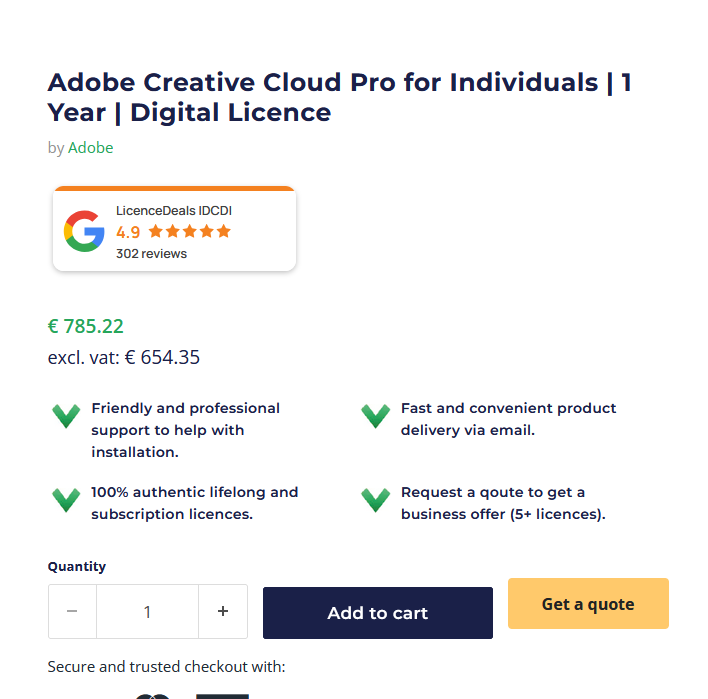 Adobe Creative Cloud Pro for Individuals | 1
Year | Digital Licence
by Adobe
LicenceDeals IDCDI
4.9
302 reviews
€ 785.22
excl. vat: € 654.35
Friendly and professional
support to help with
installation.
Fast and convenient product
delivery via email.
100% authentic lifelong and
subscription licences.
Request a qoute to get a
business offer (5+ licences).
Quantity
− 1 +
Add to cart
Get a quote
Secure and trusted checkout with: